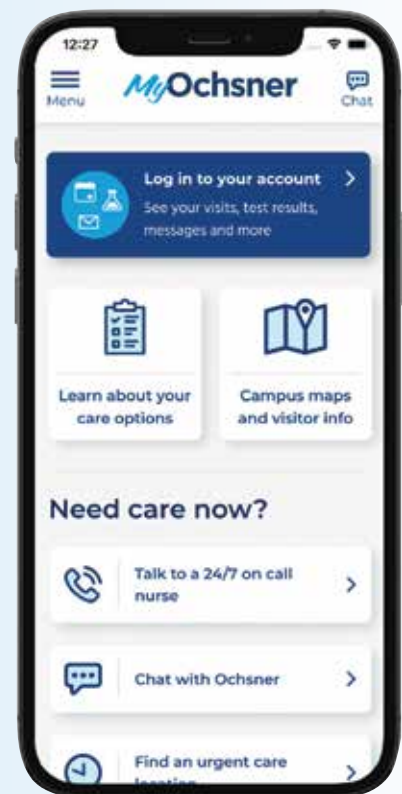 12:27
MyOchsner
Menu
Chat
Log in to your account
See your visits, test results,
messages and more
Learn about your
care options
Campus maps
and visitor info
Need care now?
Talk to a 24/7 on call
nurse
Chat with Ochsner
Find an urgent care
location